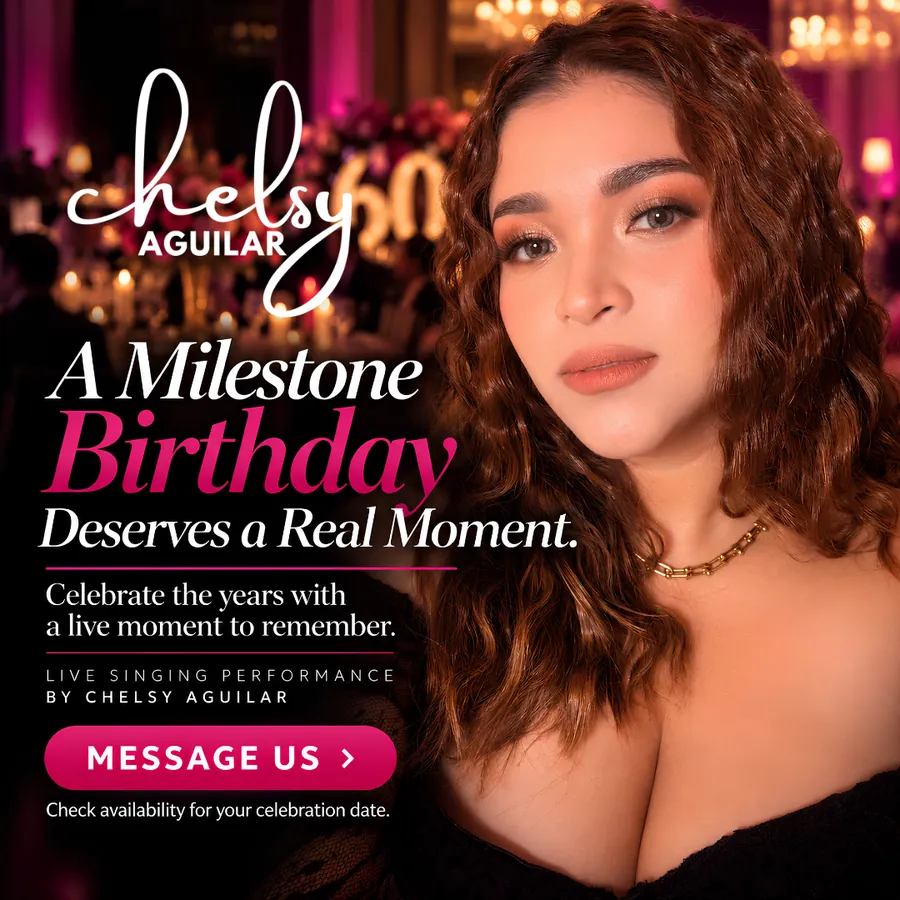 chelsy
AGUILAR
60
A Milestone
Birthday
Deserves a Real Moment.
Celebrate the years with
a live moment to remember.
LIVE SINGING PERFORMANCE
BY CHELSY AGUILAR
MESSAGE US >
Check availability for your celebration date.